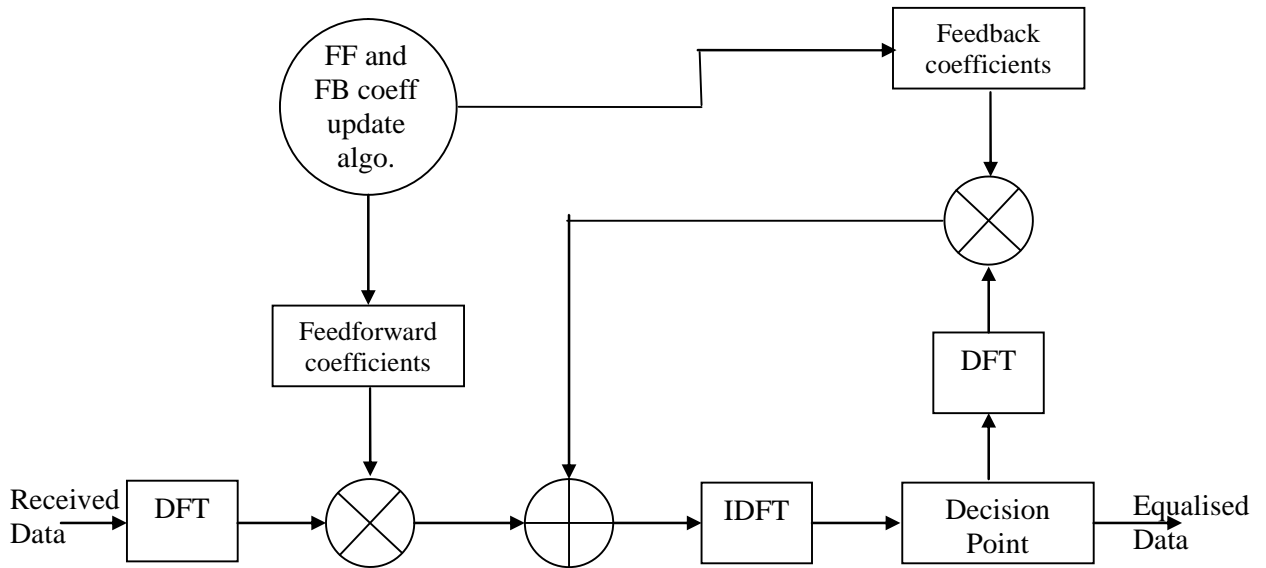 FF and
FB coeff
update
algo.
Feedback
coefficients
Feedforward
coefficients
DFT
Received
Data
DFT
IDFT
Decision
Point
Equalised
Data